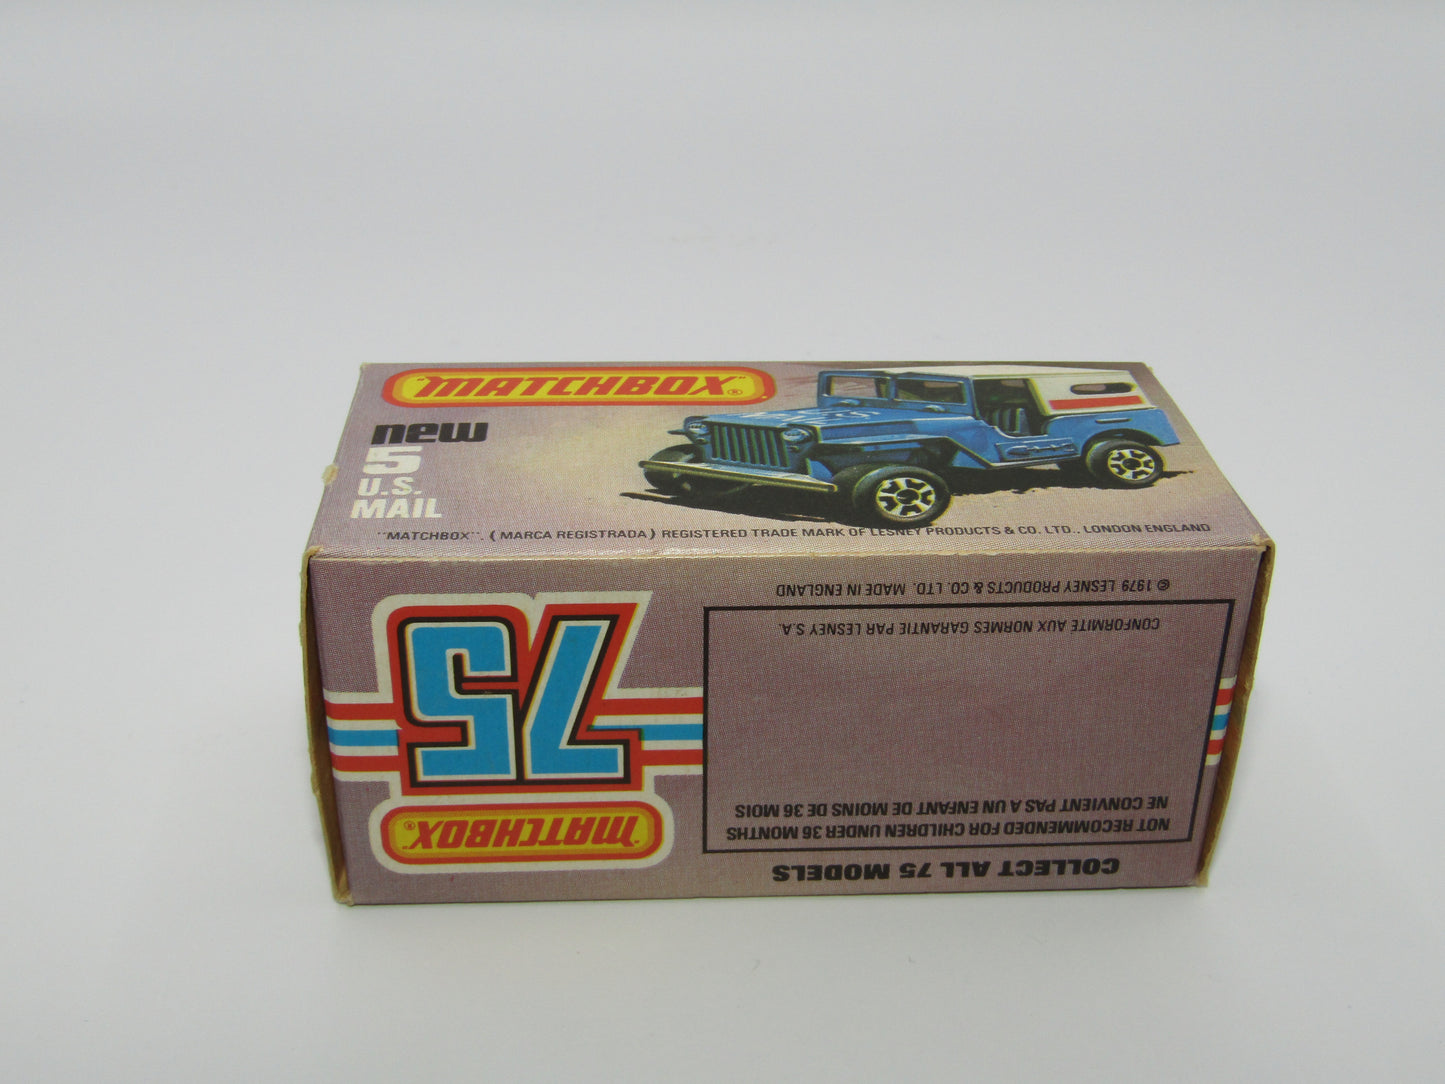 "MATCHBOX"®
new
5
U.S.
MAIL
"MATCHBOX". (MARCA REGISTRADA) REGISTERED TRADE MARK OF LESNEY PRODUCTS & CO. LTD., LONDON ENGLAND
COLLECT ALL 75 MODELS
NOT RECOMMENDED FOR CHILDREN UNDER 36 MONTHS
NE CONVIENT PAS A UN ENFANT DE MOINS DE 36 MOIS
CONFORMITE AUX NORMES GARANTIE PAR LESNEY S.A.
© 1979 LESNEY PRODUCTS & CO. LTD. MADE IN ENGLAND
"MATCHBOX"®
75